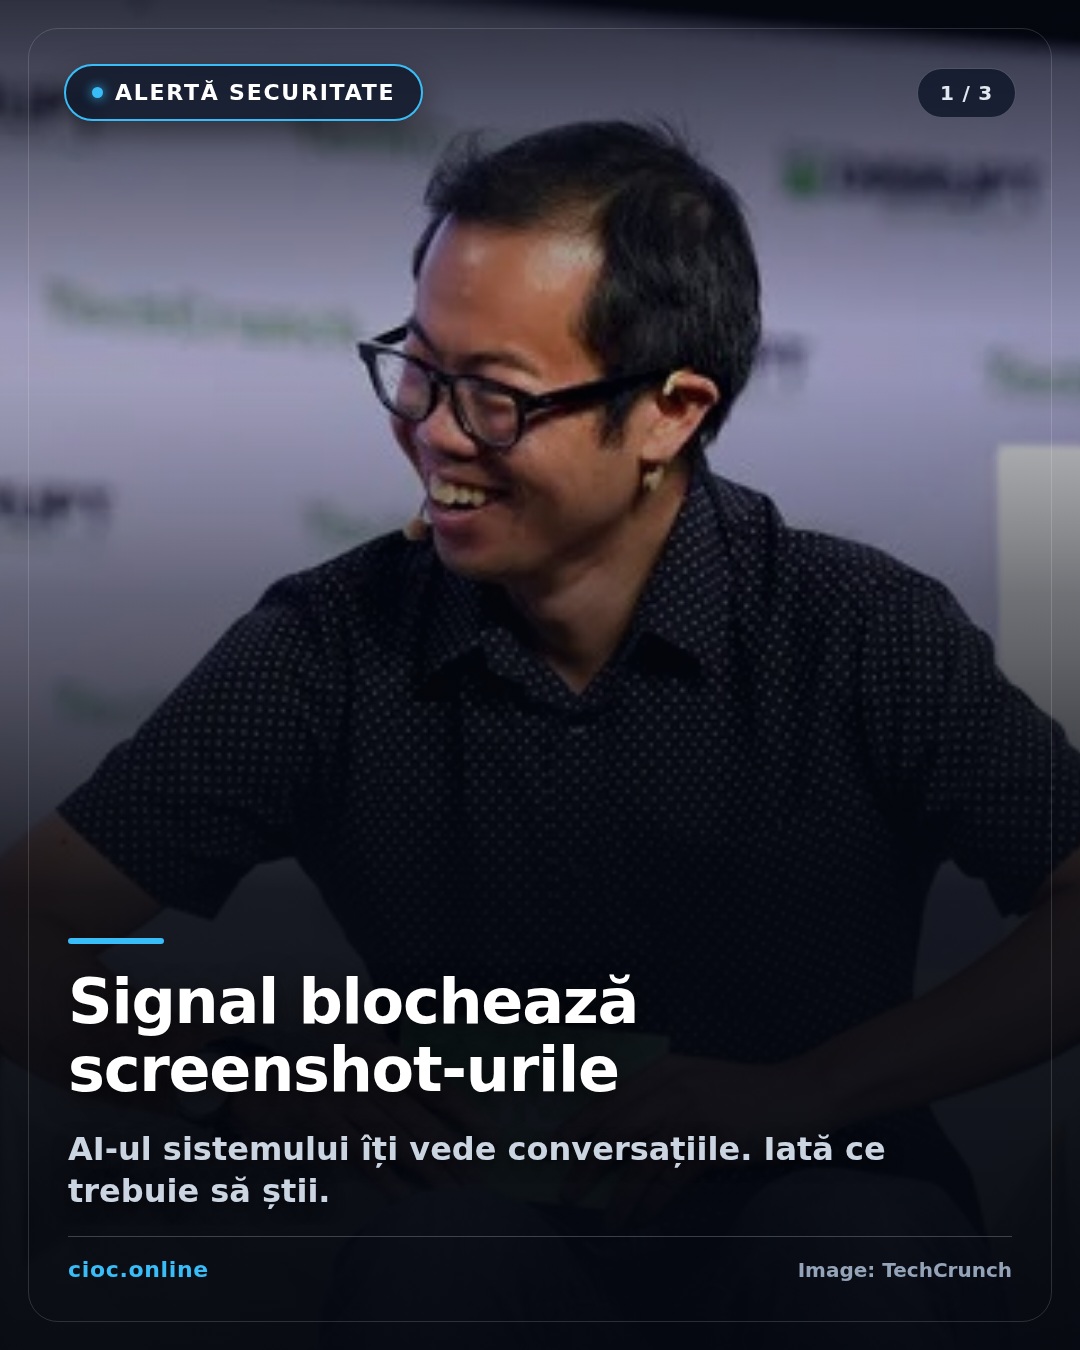 ALERTĂ SECURITATE
1 / 3
TechCrunch
Signal blochează
screenshot-urile
AI-ul sistemului îți vede conversațiile. Iată ce
trebuie să știi.
cioc.online
Image: TechCrunch